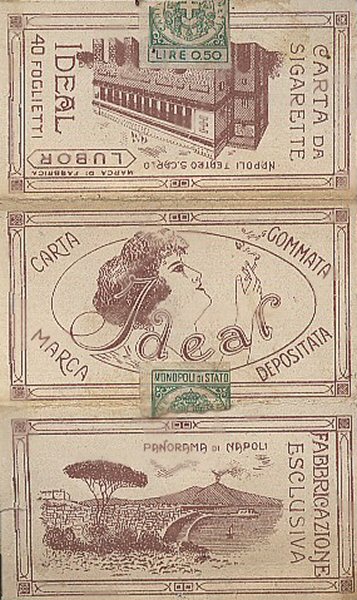 LIRE 0.50
CARTA DA
SIGARETTE
IDEAL
40 FOGLIETTI
NAPOLI TEATRO S. CARLO
MARCA DI FABBRICA
LUBOR
CARTA
GOMMATA
Ideal
MARCA
DEPOSITATA
MONOPOLI DI STATO
PANORAMA DI NAPOLI
FABBRICAZIONE
ESCLUSIVA